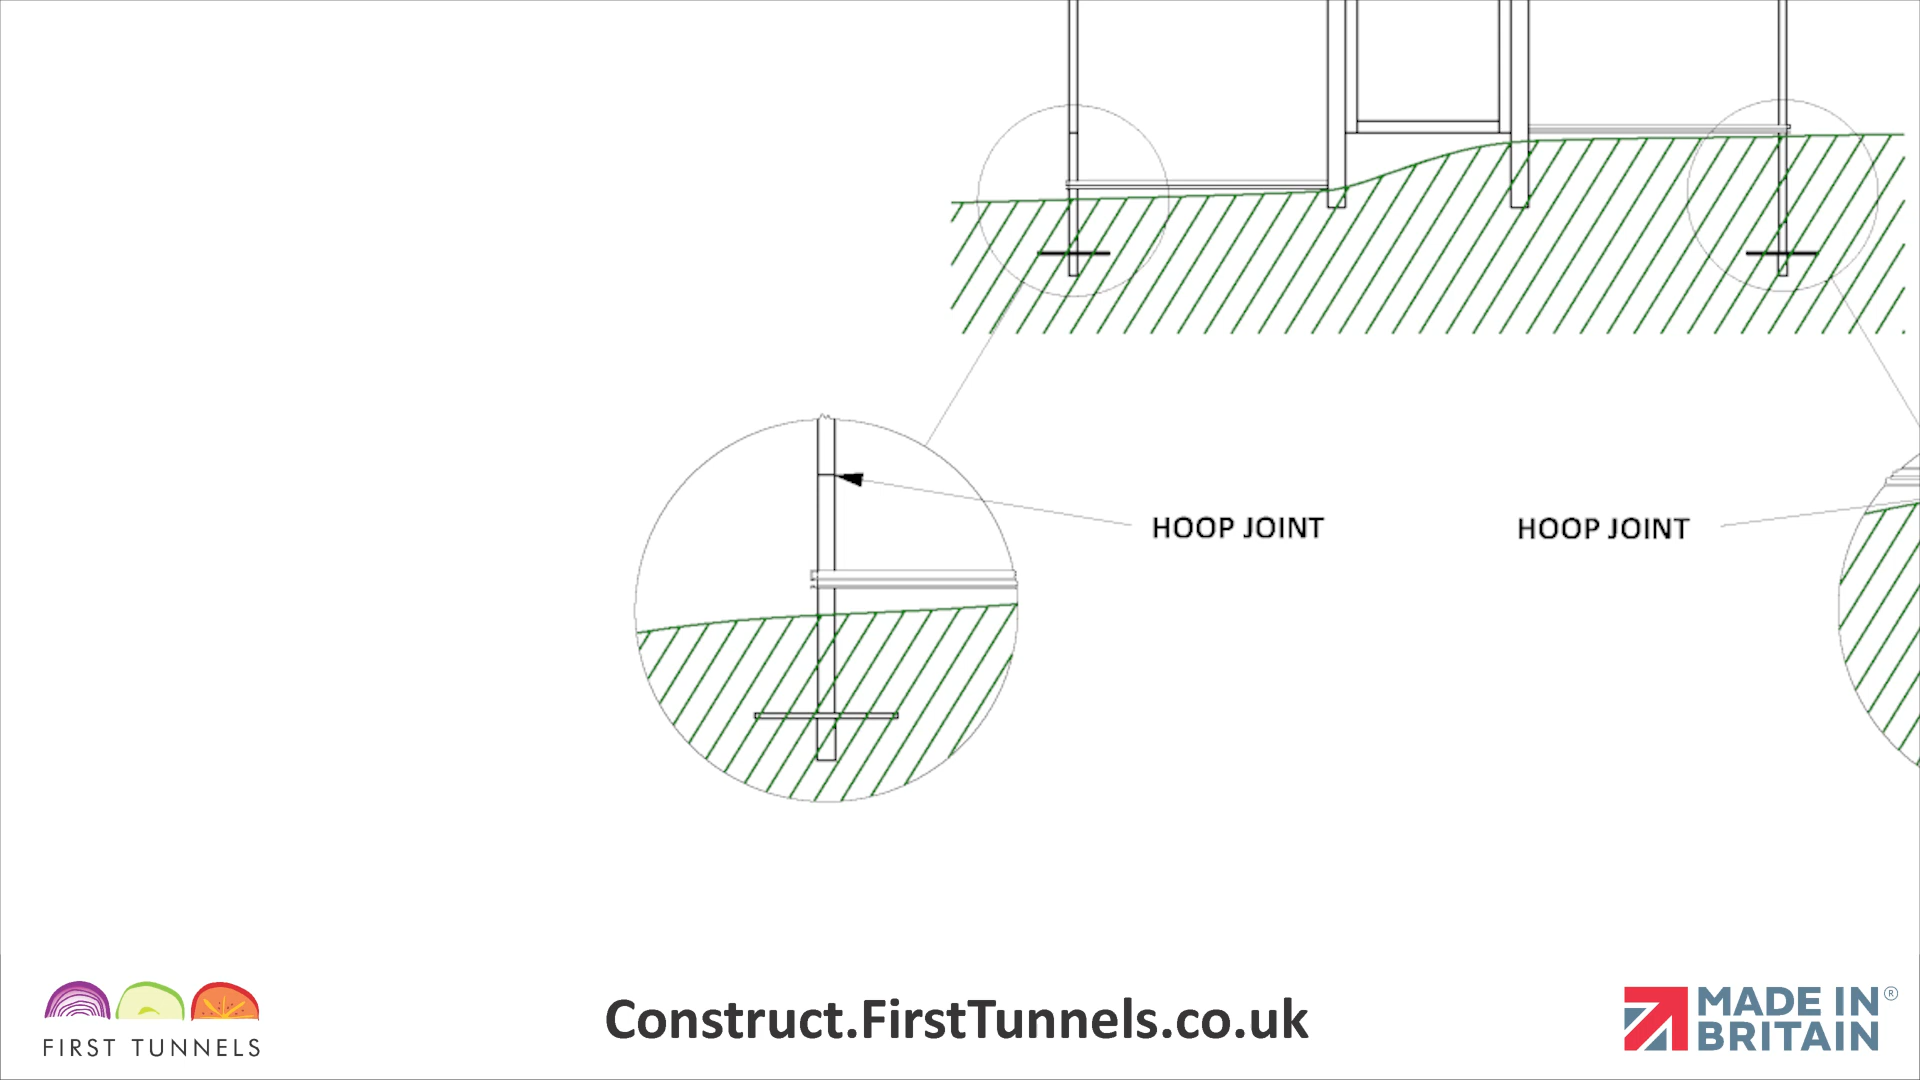 HOOP JOINT
HOOP JOINT
FIRST TUNNELS
Construct.FirstTunnels.co.uk
MADE IN ®
BRITAIN